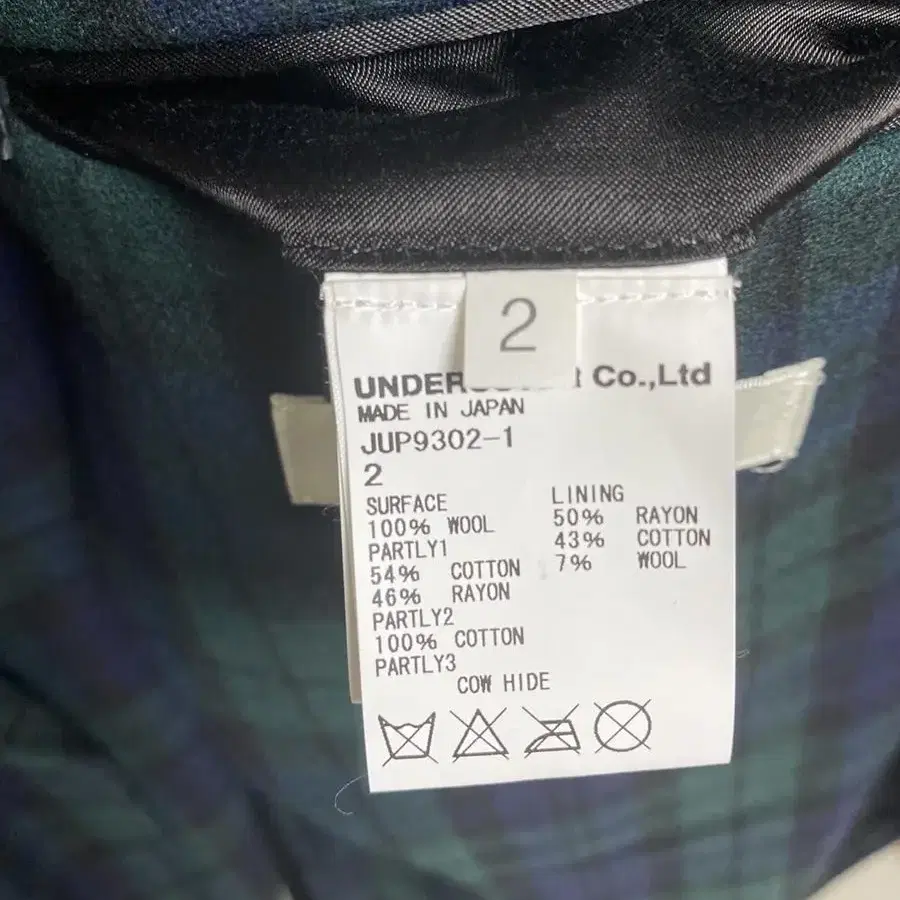 2
Co.,Ltd
MADE IN JAPAN
JUP9302-1
2
SURFACE
100% WOOL
PARTLY1
54% COTTON
46% RAYON
PARTLY2
100% COTTON
PARTLY3
COW HIDE
LINING
50% RAYON
43% COTTON
7% WOOL